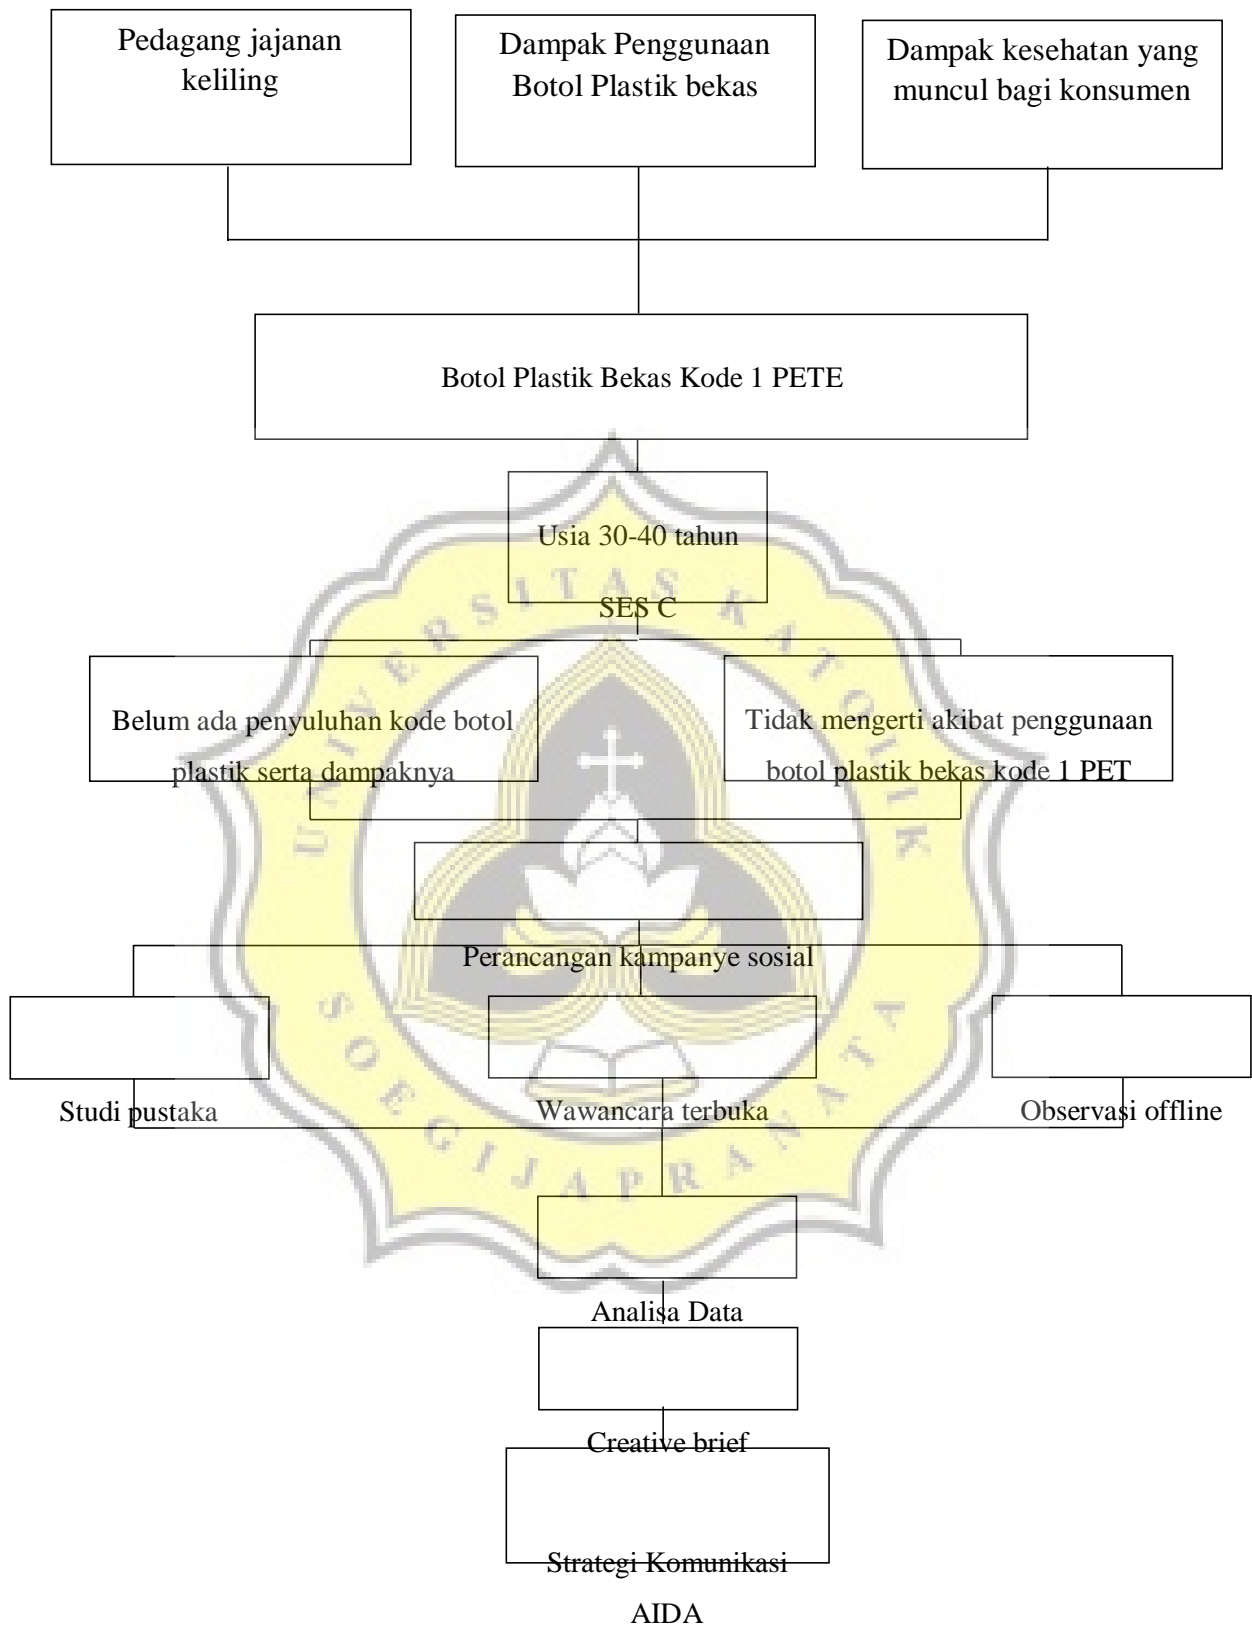 Pedagang jajanan
keliling
Dampak Penggunaan
Botol Plastik bekas
Dampak kesehatan yang
muncul bagi konsumen
Botol Plastik Bekas Kode 1 PETE
Usia 30-40 tahun
SES C
Belum ada penyuluhan kode botol
plastik serta dampaknya
Tidak mengerti akibat penggunaan
botol plastik bekas kode 1 PET
Perancangan kampanye sosial
Studi pustaka
Wawancara terbuka
Observasi offline
Analisa Data
Creative brief
Strategi Komunikasi
AIDA
UNIVERSITAS KATOLIK
SOEGIJAPRANATA